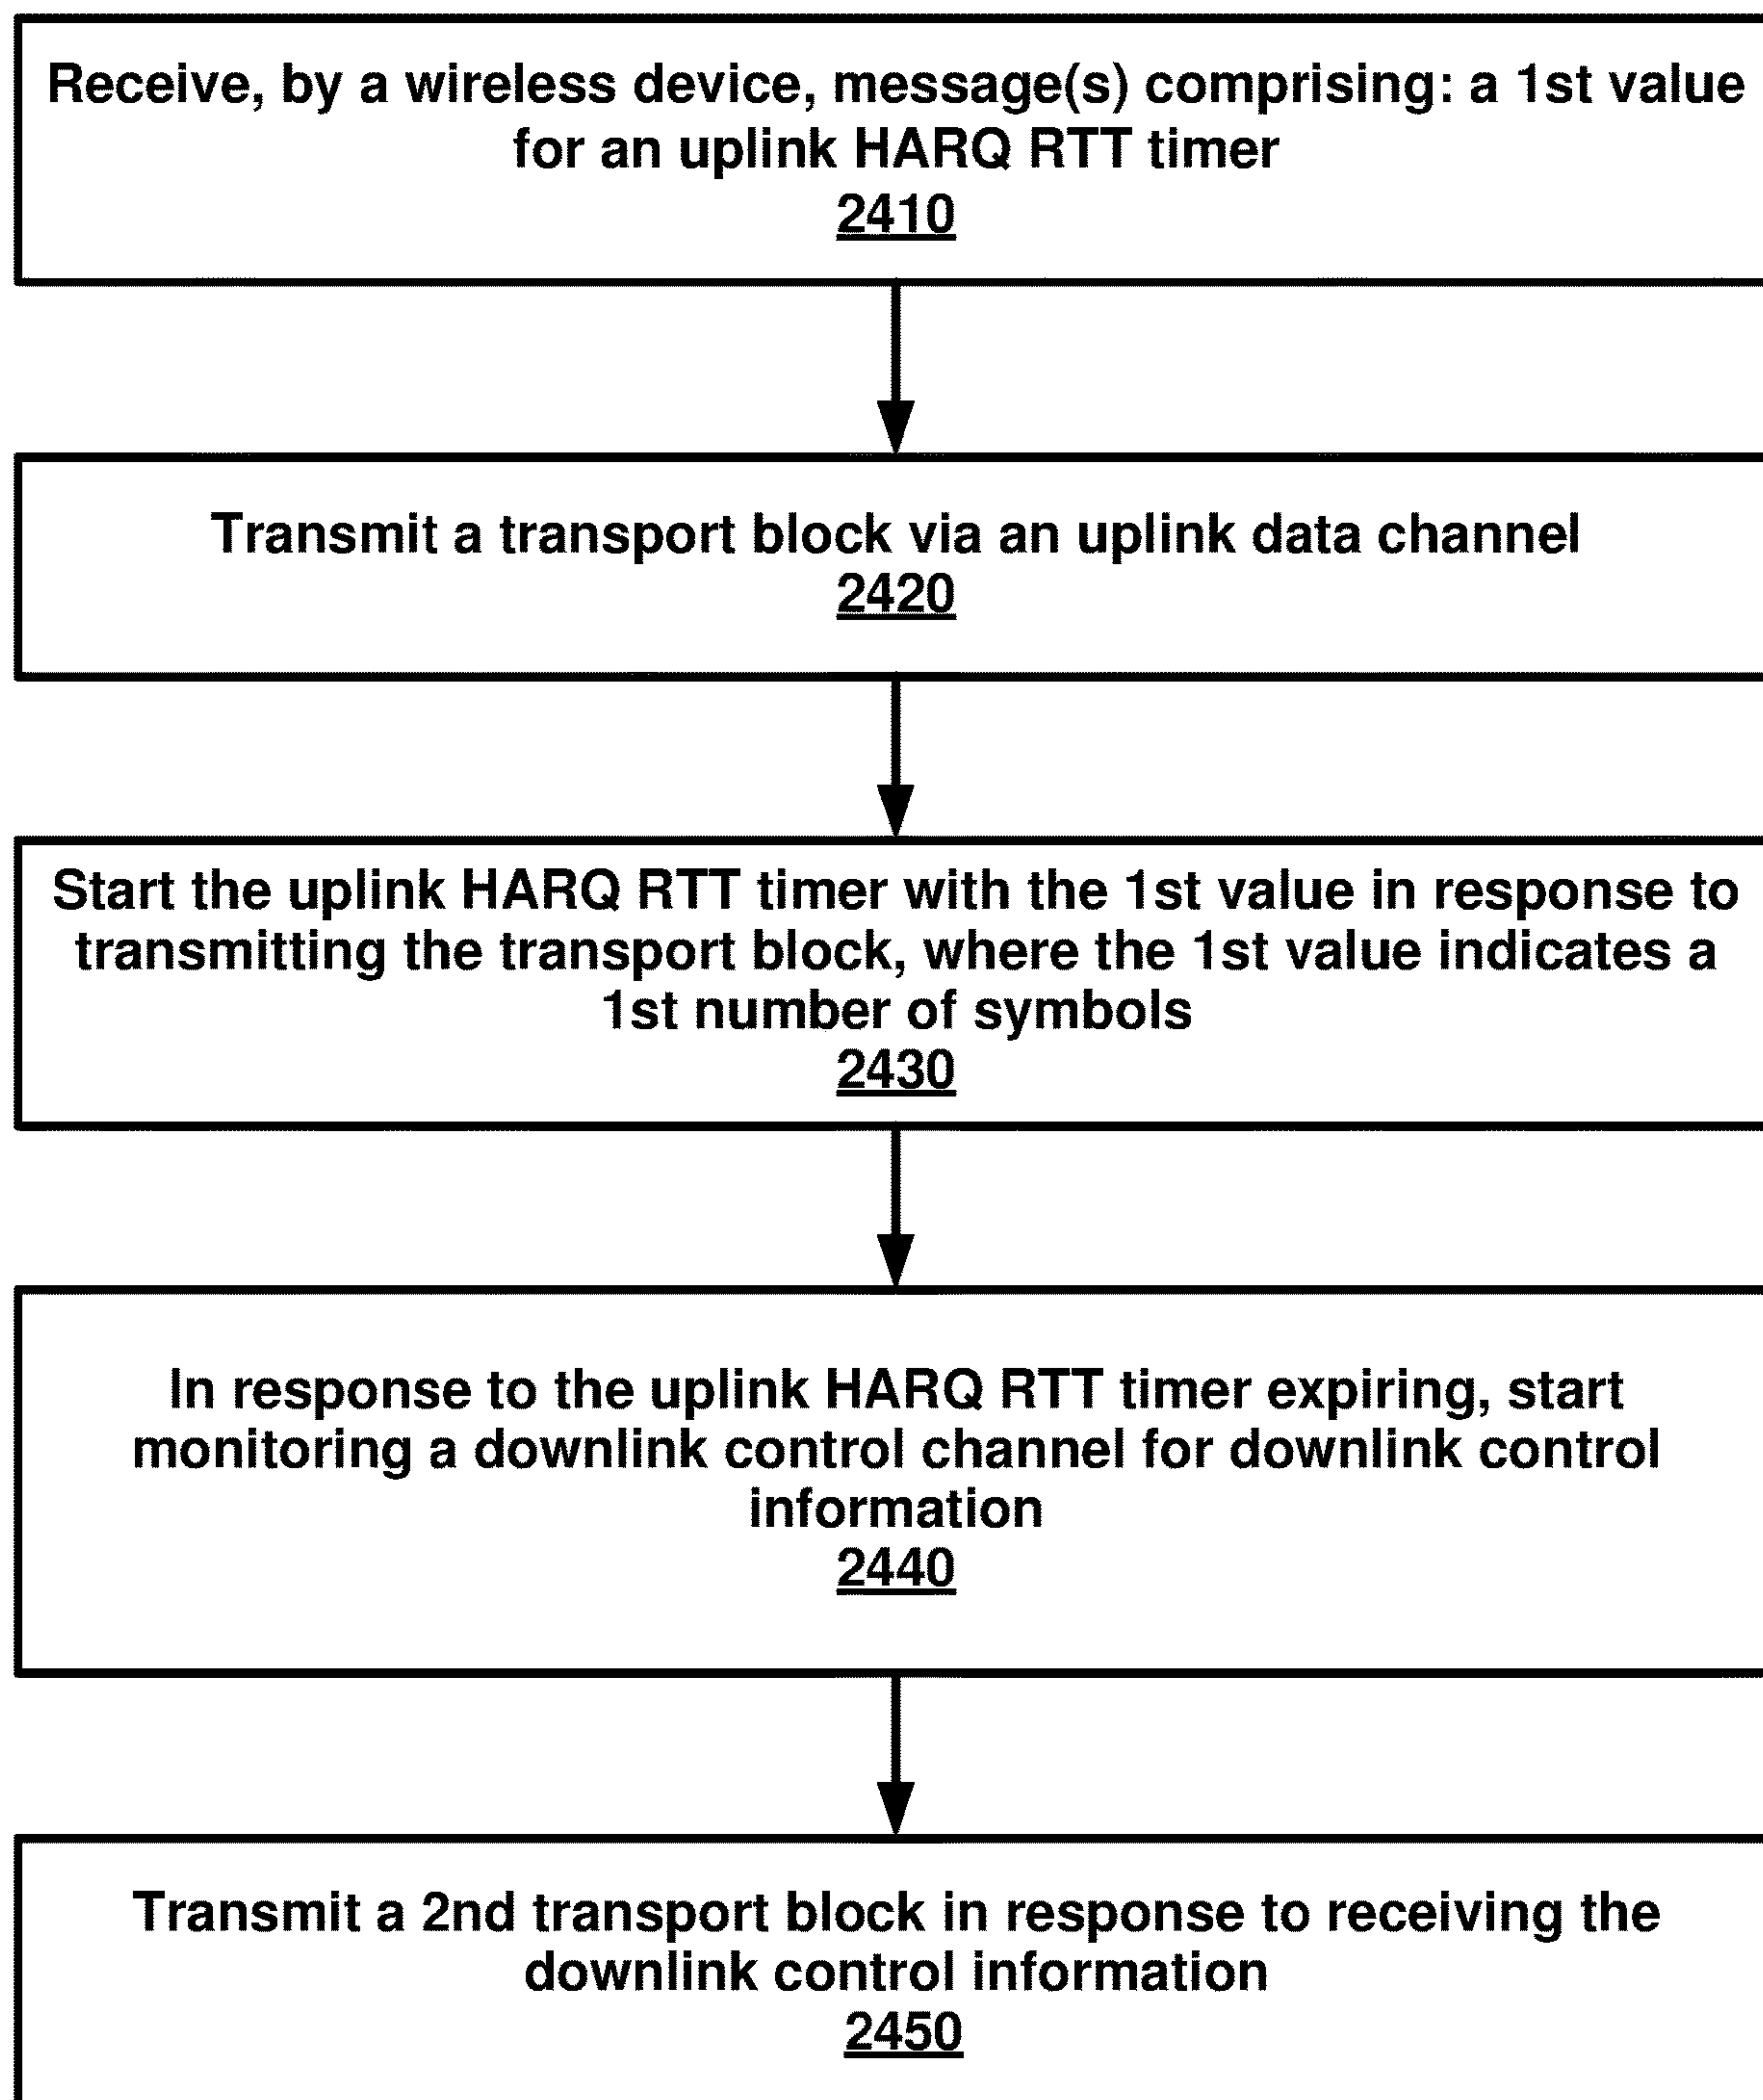 Receive, by a wireless device, message(s) comprising: a 1st value
for an uplink HARQ RTT timer
2410
Transmit a transport block via an uplink data channel
2420
Start the uplink HARQ RTT timer with the 1st value in response to
transmitting the transport block, where the 1st value indicates a
1st number of symbols
2430
In response to the uplink HARQ RTT timer expiring, start
monitoring a downlink control channel for downlink control
information
2440
Transmit a 2nd transport block in response to receiving the
downlink control information
2450